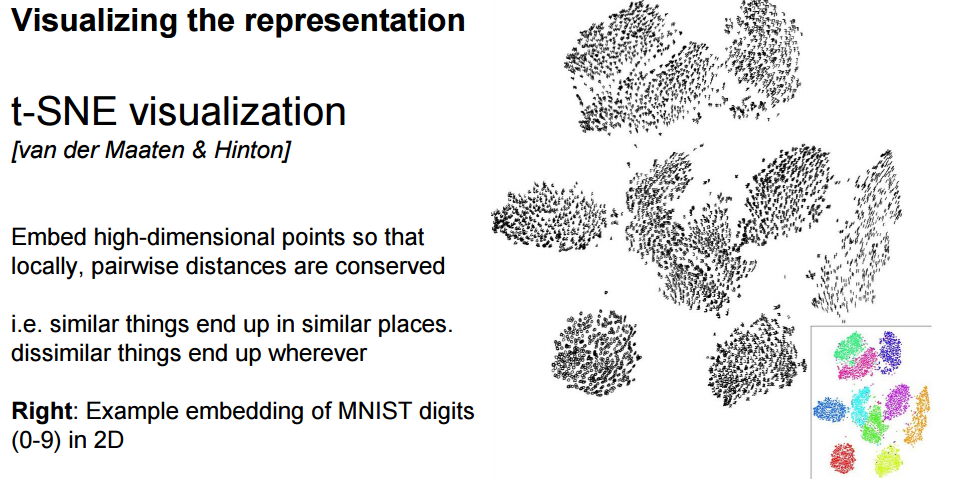 Visualizing the representation
t-SNE visualization
[van der Maaten & Hinton]
Embed high-dimensional points so that
locally, pairwise distances are conserved
i.e. similar things end up in similar places.
dissimilar things end up wherever
Right: Example embedding of MNIST digits
(0-9) in 2D